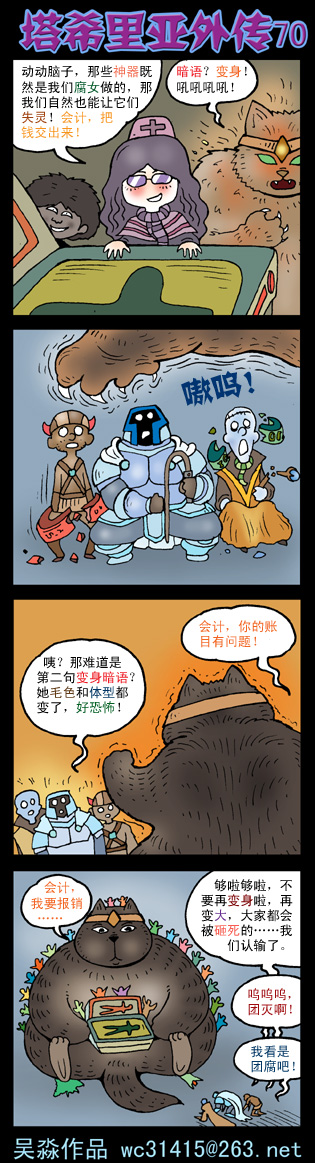 塔希里亚外传70
动动脑子，那些神器既
然是我们腐女做的，那
我们自然也能让它们
失灵！会计，把
钱交出来！
暗语？变身！
吼吼吼吼！
嗷呜！
会计，你的账
目有问题！
咦？那难道是
第二句变身暗语？
她毛色和体型都
变了，好恐怖！
会计，
我要报销
……
够啦够啦，不
要再变身啦，再
变大，大家都会
被砸死的……我
们认输了。
呜呜呜，
团灭啊！
我看是
团腐吧！
吴淼作品 wc31415@263.net